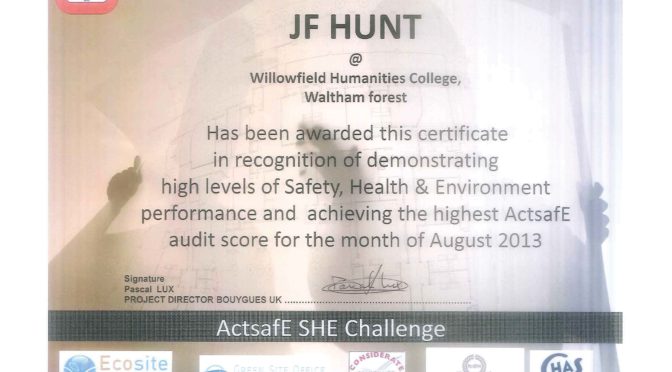 JF HUNT
@
Willowfield Humanities College,
Waltham forest
Has been awarded this certificate
in recognition of demonstrating
high levels of Safety, Health & Environment
performance and achieving the highest ActsafE
audit score for the month of August 2013
Signature
Pascal LUX
PROJECT DIRECTOR BOUYGUES UK
ActsafE SHE Challenge
Ecosite
GREEN SITE OFFICE
CONSIDERATE
CHAS